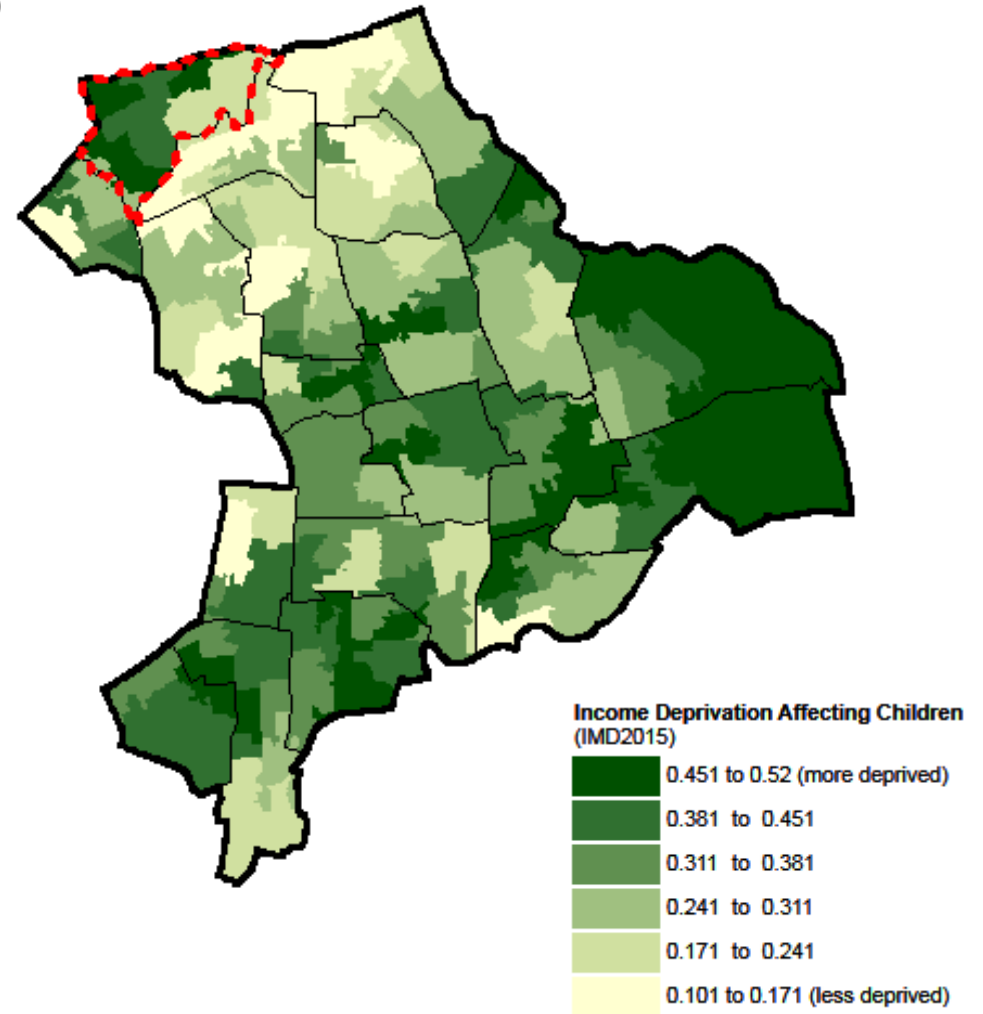 Income Deprivation Affecting Children
(IMD2015)
0.451 to 0.52 (more deprived)
0.381 to 0.451
0.311 to 0.381
0.241 to 0.311
0.171 to 0.241
0.101 to 0.171 (less deprived)